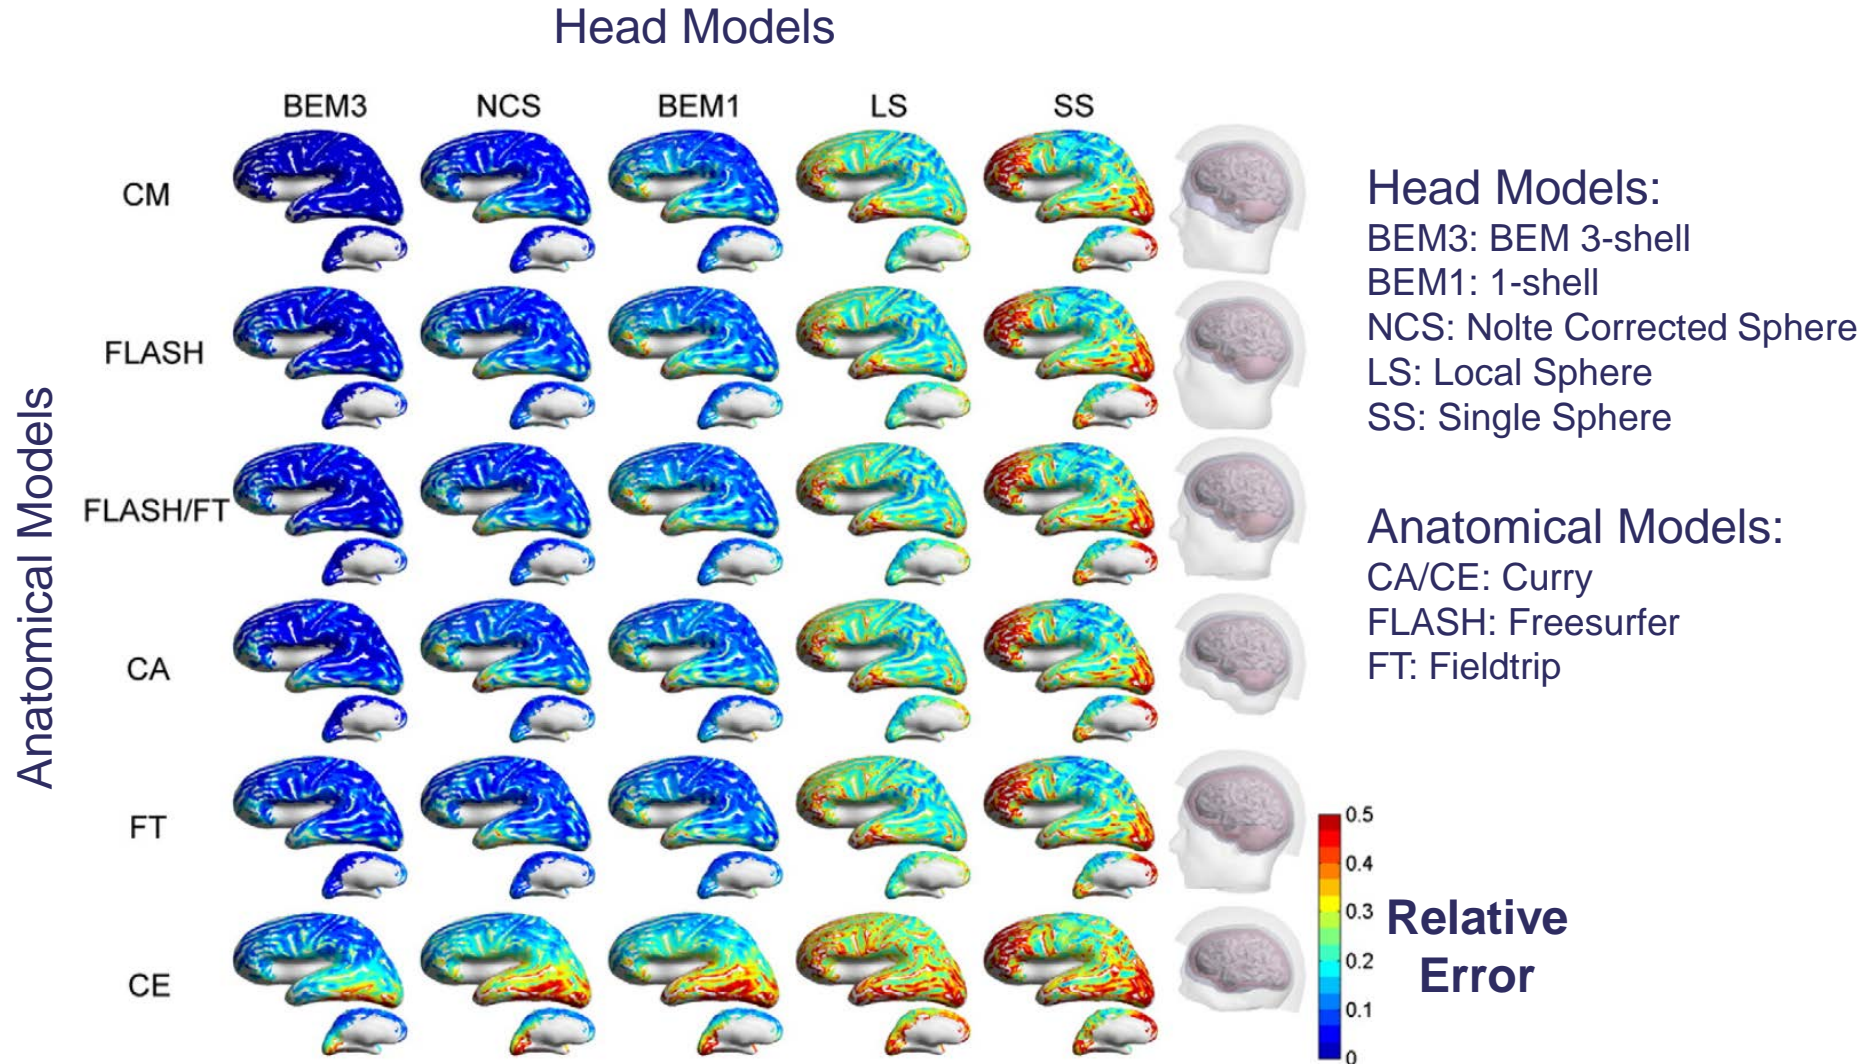 Head Models
BEM3 NCS BEM1 LS SS
CM
FLASH
FLASH/FT
CA
FT
CE
Anatomical Models
Head Models:
BEM3: BEM 3-shell
BEM1: 1-shell
NCS: Nolte Corrected Sphere
LS: Local Sphere
SS: Single Sphere
Anatomical Models:
CA/CE: Curry
FLASH: Freesurfer
FT: Fieldtrip
0.5
0.4
0.3
0.2
0.1
0
Relative
Error